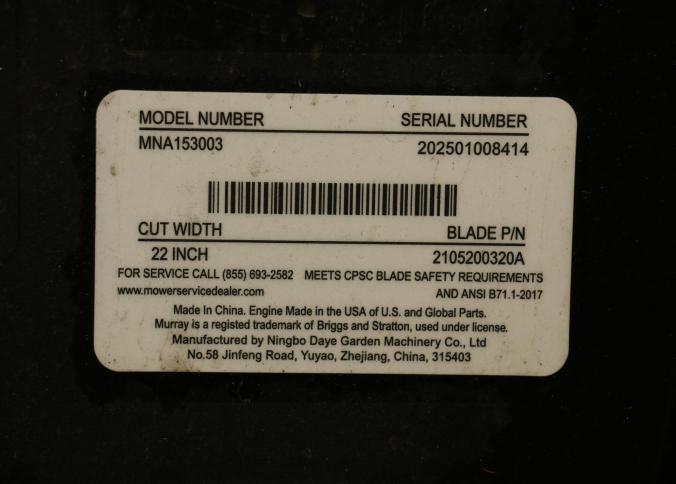 MODEL NUMBER SERIAL NUMBER
MNA153003 202501008414
CUT WIDTH BLADE P/N
22 INCH 2105200320A
FOR SERVICE CALL (855) 693-2582 MEETS CPSC BLADE SAFETY REQUIREMENTS
www.mowerservicedealer.com AND ANSI B71.1-2017
Made In China. Engine Made in the USA of U.S. and Global Parts.
Murray is a registed trademark of Briggs and Stratton, used under license.
Manufactured by Ningbo Daye Garden Machinery Co., Ltd
No.58 Jinfeng Road, Yuyao, Zhejiang, China, 315403